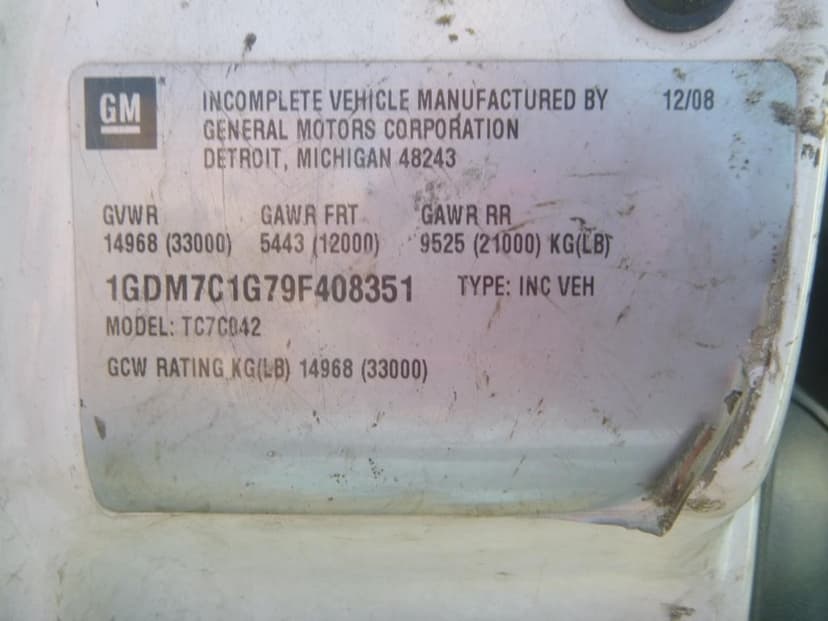 GM
INCOMPLETE VEHICLE MANUFACTURED BY 12/08
GENERAL MOTORS CORPORATION
DETROIT, MICHIGAN 48243
GVWR GAWR FRT GAWR RR
14968 (33000) 5443 (12000) 9525 (21000) KG(LB)
1GDM7C1G79F408351 TYPE: INC VEH
MODEL: TC7C042
GCW RATING KG(LB) 14968 (33000)